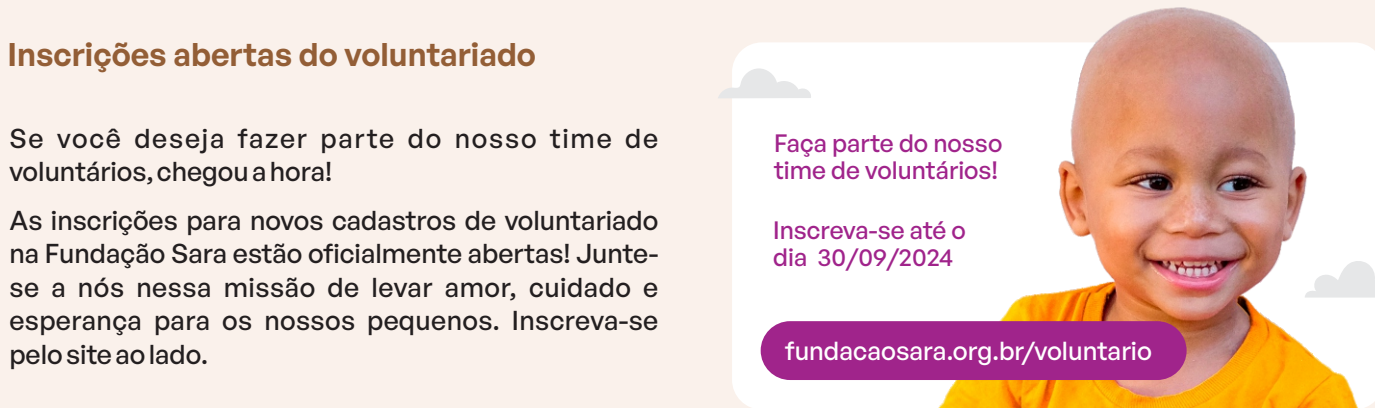 Inscrições abertas do voluntariado
Se você deseja fazer parte do nosso time de
voluntários, chegou a hora!
As inscrições para novos cadastros de voluntariado
na Fundação Sara estão oficialmente abertas! Junte-
se a nós nessa missão de levar amor, cuidado e
esperança para os nossos pequenos. Inscreva-se
pelo site ao lado.
Faça parte do nosso
time de voluntários!
Inscreva-se até o
dia 30/09/2024
fundacaosara.org.br/voluntario